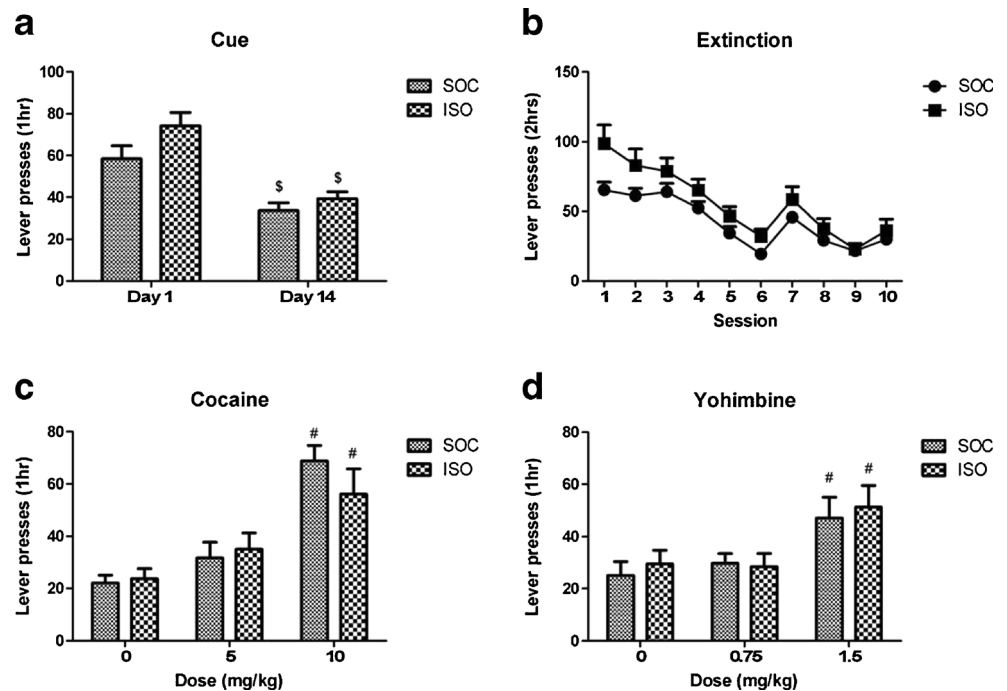 a
Cue
Lever presses (1hr)
100
80
60
40
20
0
$
$
Day 1
Day 14
SOC
ISO
b
Extinction
Lever presses (2hrs)
150
100
50
0
1 2 3 4 5 6 7 8 9 10
Session
SOC
ISO
c
Cocaine
Lever presses (1hr)
80
60
40
20
0
#
#
0 5 10
Dose (mg/kg)
SOC
ISO
d
Yohimbine
Lever presses (1hr)
80
60
40
20
0
#
#
0 0.75 1.5
Dose (mg/kg)
SOC
ISO